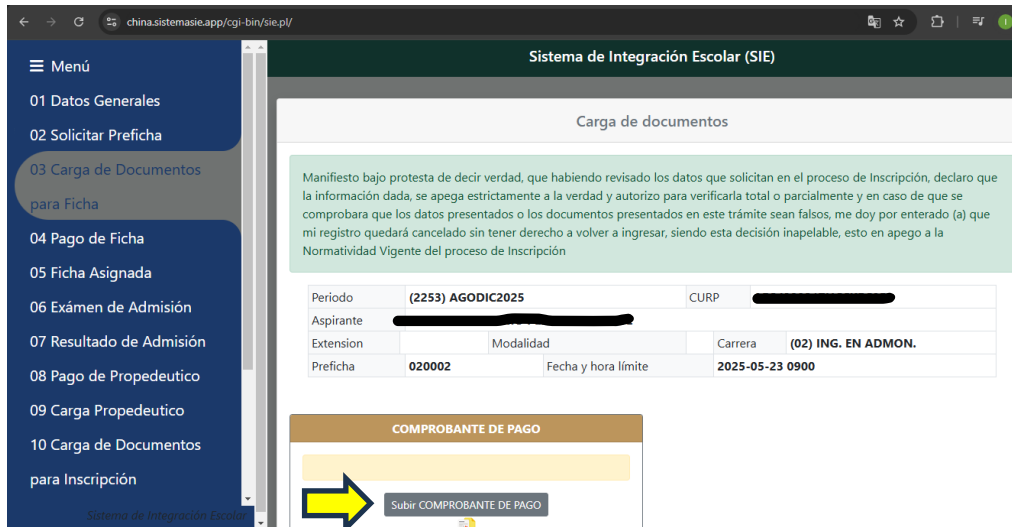 china.sistemasie.app/cgi-bin/sie.pl/
Menú
01 Datos Generales
02 Solicitar Preficha
03 Carga de Documentos
para Ficha
04 Pago de Ficha
05 Ficha Asignada
06 Exámen de Admisión
07 Resultado de Admisión
08 Pago de Propedeutico
09 Carga Propedeutico
10 Carga de Documentos
para Inscripción
Sistema de Integración Escolar
Sistema de Integración Escolar (SIE)
Carga de documentos
Manifiesto bajo protesta de decir verdad, que habiendo revisado los datos que solicitan en el proceso de Inscripción, declaro que
la información dada, se apega estrictamente a la verdad y autorizo para verificarla total o parcialmente y en caso de que se
comprobara que los datos presentados o los documentos presentados en este trámite sean falsos, me doy por enterado (a) que
mi registro quedará cancelado sin tener derecho a volver a ingresar, siendo esta decisión inapelable, esto en apego a la
Normatividad Vigente del proceso de Inscripción
Periodo (2253) AGODIC2025 CURP
Aspirante
Extension Modalidad Carrera (02) ING. EN ADMON.
Preficha 020002 Fecha y hora límite 2025-05-23 0900
COMPROBANTE DE PAGO
Subir COMPROBANTE DE PAGO